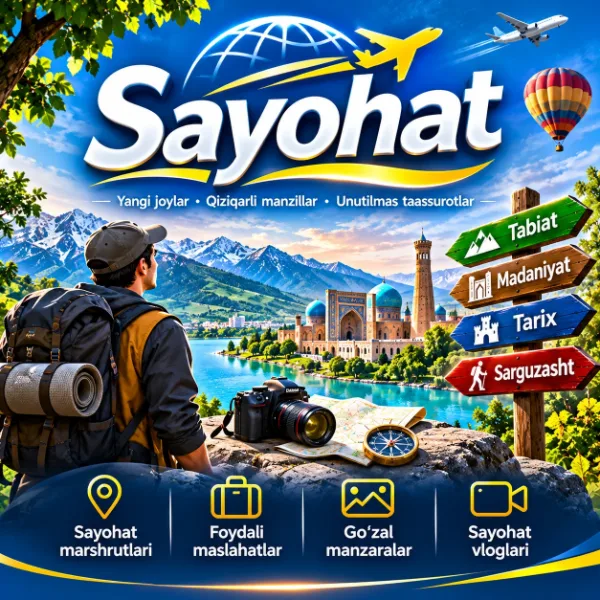 Sayohat
Yangi joylar • Qiziqarli manzillar • Unutilmas taassurotlar
Tabiat
Madaniyat
Tarix
Sarguzasht
Sayohat
marshrutlari
Foydali
maslahatlar
Go‘zal
manzaralar
Sayohat
vloglari